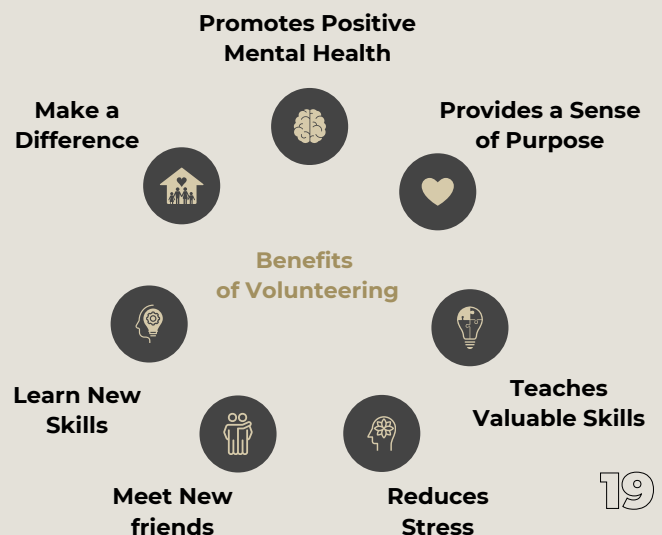 Promotes Positive
Mental Health
Make a
Difference
Provides a Sense
of Purpose
Benefits
of Volunteering
Learn New
Skills
Teaches
Valuable Skills
Meet New
friends
Reduces
Stress
19